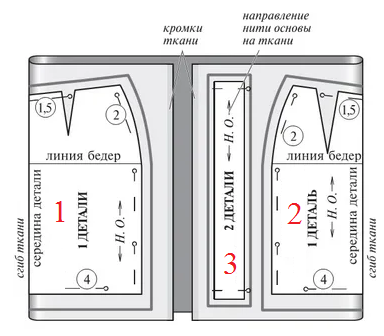 кромки
ткани
направление
нити основы
на ткани
1,5
2
линия бедер
сгиб ткани
середина детали
1
1 ДЕТАЛИ
Н. О.
4
Н. О.
2 ДЕТАЛИ
3
1,5
2
линия бедер
2
1 ДЕТАЛЬ
Н. О.
середина детали
сгиб ткани
4